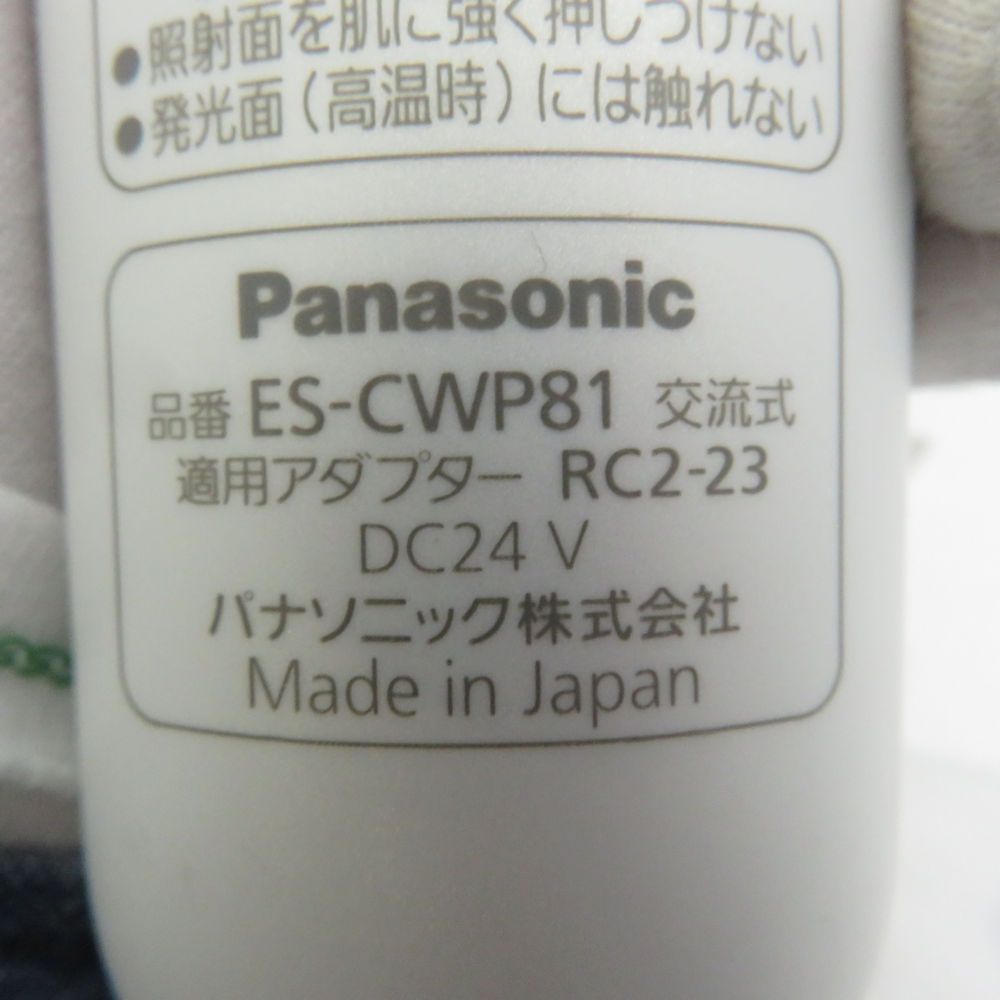 ●照射面を肌に強く押しつけない
●発光面（高温時）には触れない
Panasonic
品番 ES-CWP81 交流式
適用アダプター RC2-23
DC24 V
パナソニック株式会社
Made in Japan